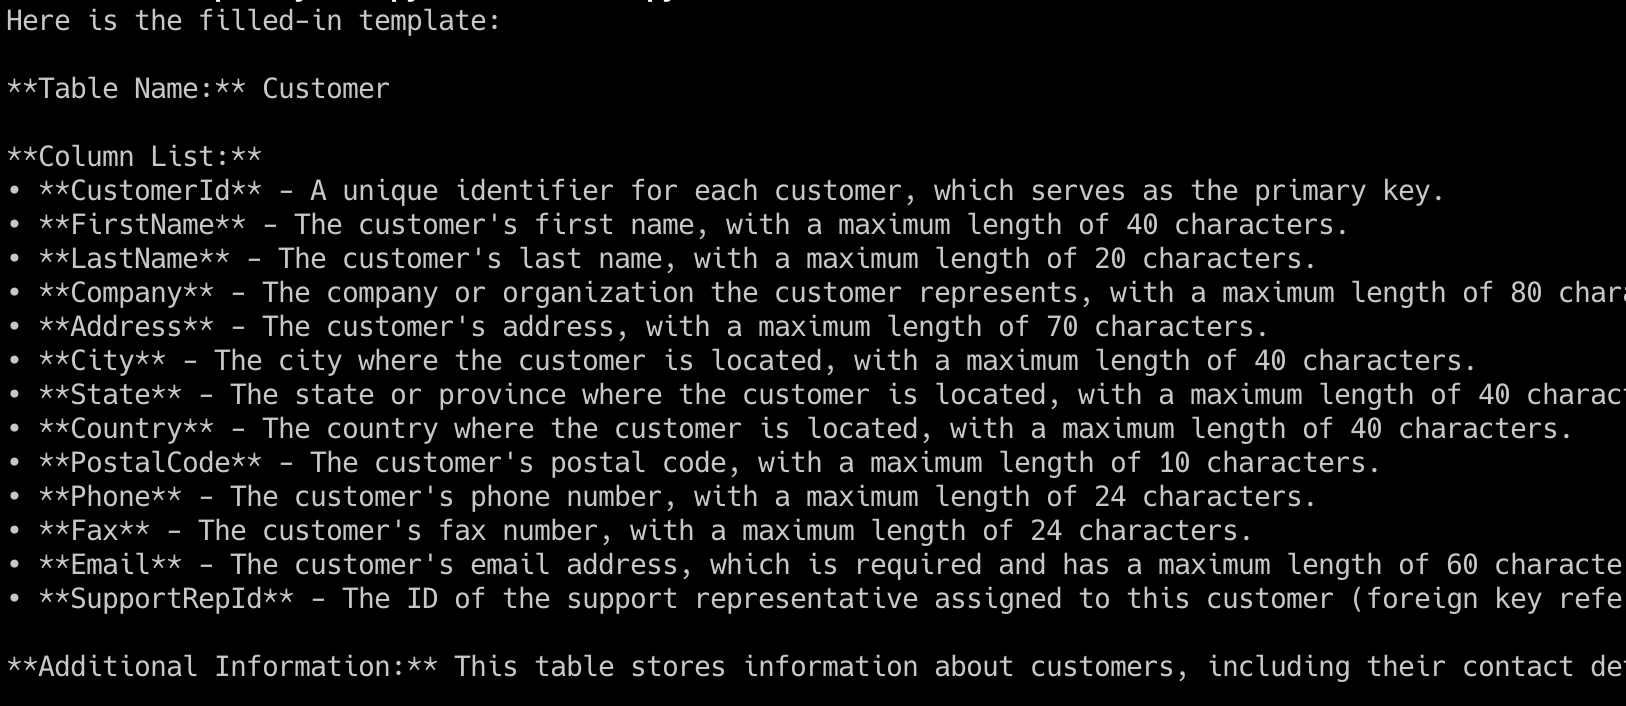 Here is the filled-in template:
**Table Name:** Customer
**Column List:**
• **CustomerId** - A unique identifier for each customer, which serves as the primary key.
• **FirstName** - The customer's first name, with a maximum length of 40 characters.
• **LastName** - The customer's last name, with a maximum length of 20 characters.
• **Company** - The company or organization the customer represents, with a maximum length of 80 char
• **Address** - The customer's address, with a maximum length of 70 characters.
• **City** - The city where the customer is located, with a maximum length of 40 characters.
• **State** - The state or province where the customer is located, with a maximum length of 40 charac
• **Country** - The country where the customer is located, with a maximum length of 40 characters.
• **PostalCode** - The customer's postal code, with a maximum length of 10 characters.
• **Phone** - The customer's phone number, with a maximum length of 24 characters.
• **Fax** - The customer's fax number, with a maximum length of 24 characters.
• **Email** - The customer's email address, which is required and has a maximum length of 60 characte
• **SupportRepId** - The ID of the support representative assigned to this customer (foreign key refe
**Additional Information:** This table stores information about customers, including their contact de